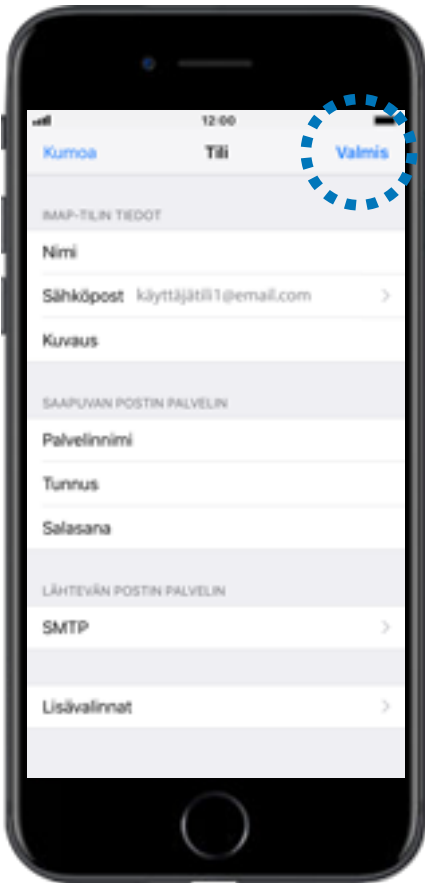 12:00
Kumoa Tili Valmis
IMAP-TILIN TIEDOT
Nimi
Sähköpost käyttäjätili1@email.com
Kuvaus
SAAPUVAN POSTIN PALVELIN
Palvelinnimi
Tunnus
Salasana
LÄHTEVÄN POSTIN PALVELIN
SMTP
Lisävalinnat